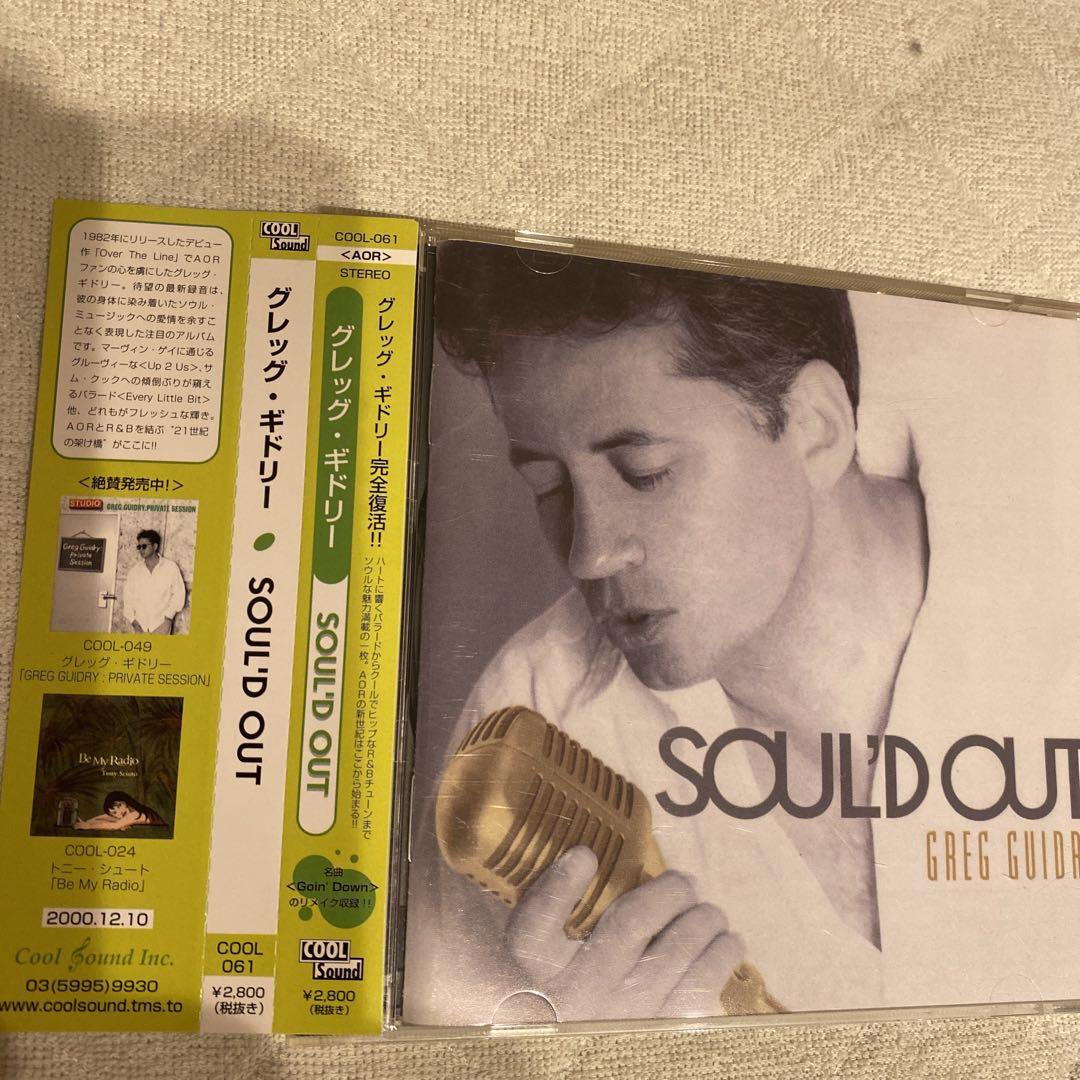 1982年にリリースしたデビュー
作「Over The Line」でAOR
ファンの心を虜にしたグレッグ・
ギドリー。待望の最新録音は、
彼の身体に染み着いたソウル・
ミュージックへの愛情を余すこ
となく表現した注目のアルバム
です。マーヴィン・ゲイに通じる
グルーヴィーな<Up 2 Us>、サ
ム・クックへの傾倒ぶりが窺え
るバラード<Every Little Bit>
他、どれもがフレッシュな輝き。
AORとR&Bを結ぶ“21世紀
の架け橋”がここに!!
<絶賛発売中!>
STUDIO
GREG GUIDRY:PRIVATE SESSION
Greg Guidry
Private
Session
COOL-049
グレッグ・ギドリー
「GREG GUIDRY : PRIVATE SESSION」
Be My Radio
Tony Sciuto
COOL-024
トニー・シュート
「Be My Radio」
2000.12.10
Cool Sound Inc.
03(5995)9930
www.coolsound.tms.to
COOL
Sound
グレッグ・ギドリー
SOUL'D OUT
COOL
061
¥2,800
(税抜き)
COOL-061
<AOR>
STEREO
グレッグ・ギドリー完全復活!!
ハートに響くバラードからクールでヒップなR&Bチューンまで
ソウルな魅力満載の一枚。AORの新世紀はここから始まる!!
グレッグ・ギドリー
SOUL'D OUT
名曲
<Goin' Down>
のリメイク収録!!
COOL
Sound
¥2,800
(税抜き)
SOUL'D OUT
GREG GUIDR